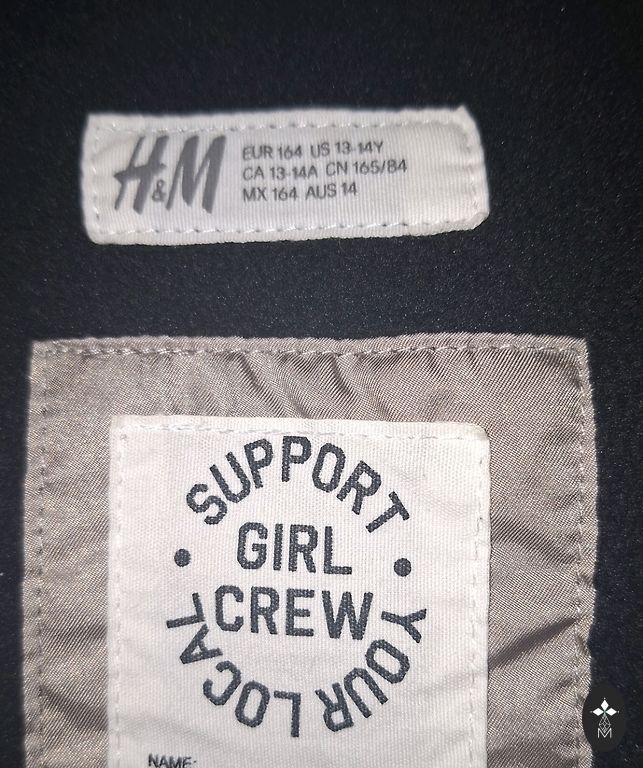 H&M
EUR 164 US 13-14Y
CA 13-14A CN 165/84
MX 164 AUS 14
SUPPORT
GIRL
CREW
YOUR LOCAL
NAME:
M